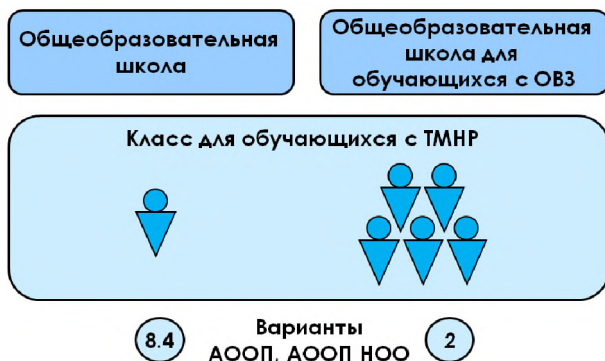 Общеобразовательная
школа
Общеобразовательная
школа для
обучающихся с ОВЗ
Класс для обучающихся с ТМНР
8.4
Варианты
АООП, АООП НОО
2